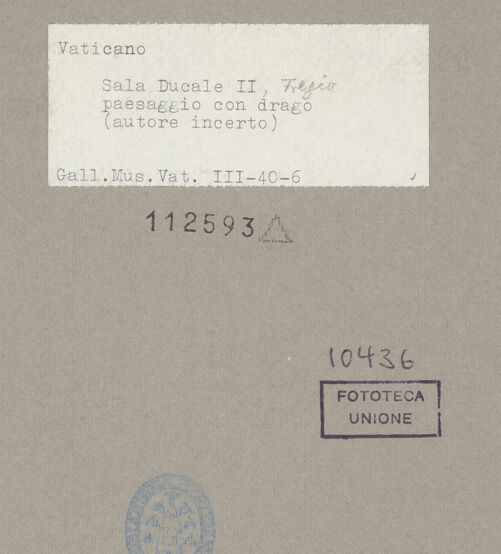 Vaticano
Sala Ducale II, Fregio
paesaggio con drago
(autore incerto)
Gall.Mus.Vat. III-40-6
112593
10436
FOTOTECA
UNIONE